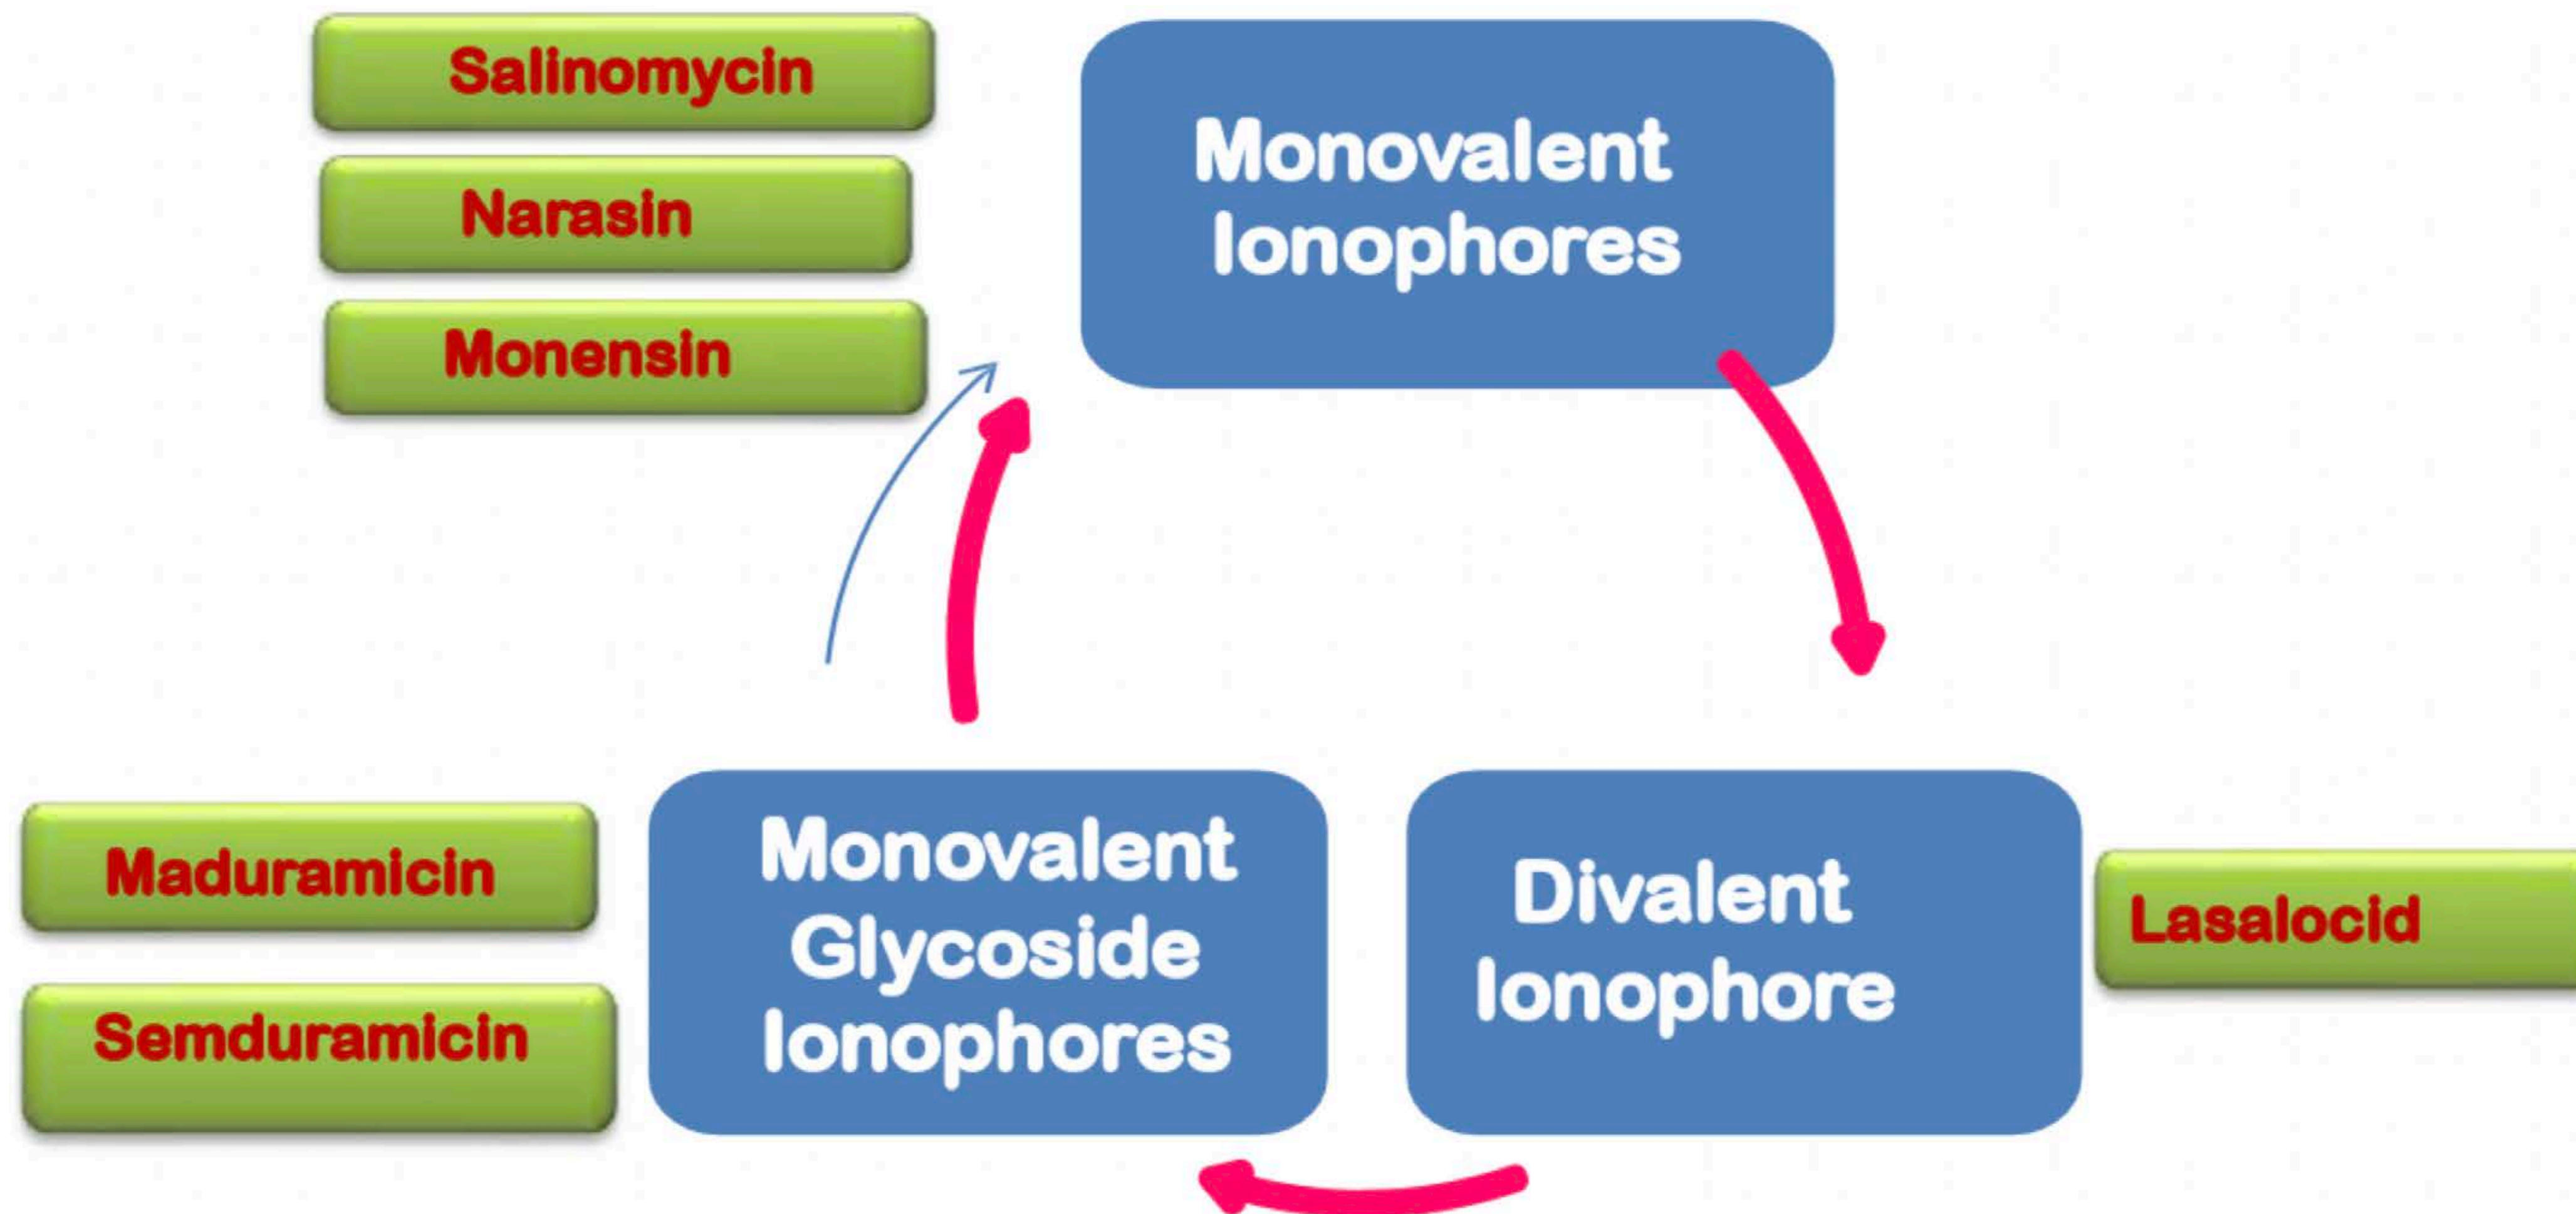 Salinomycin
Narasin
Monensin
Monovalent
Ionophores
Maduramicin
Semduramicin
Monovalent
Glycoside
Ionophores
Divalent
Ionophore
Lasalocid